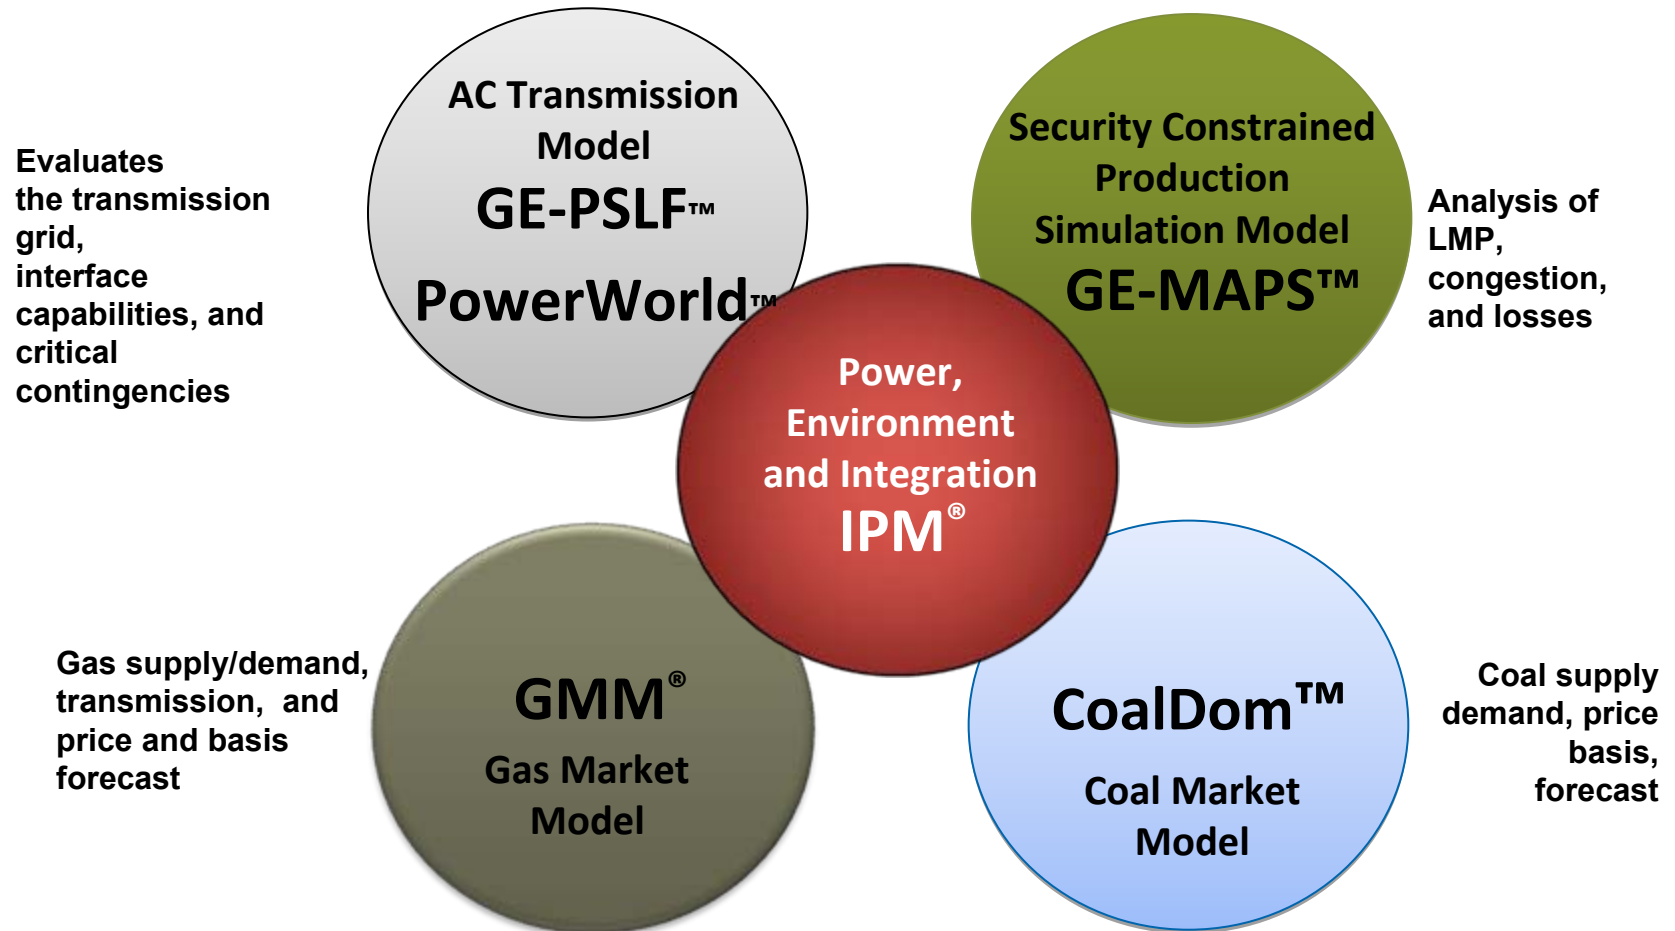 Evaluates
the transmission
grid,
interface
capabilities, and
critical
contingencies
AC Transmission
Model
GE-PSLF™
PowerWorld™
Security Constrained
Production
Simulation Model
GE-MAPS™
Analysis of
LMP,
congestion,
and losses
Power,
Environment
and Integration
IPM®
Gas supply/demand,
transmission, and
price and basis
forecast
GMM®
Gas Market
Model
CoalDom™
Coal Market
Model
Coal supply
demand, price
basis,
forecast